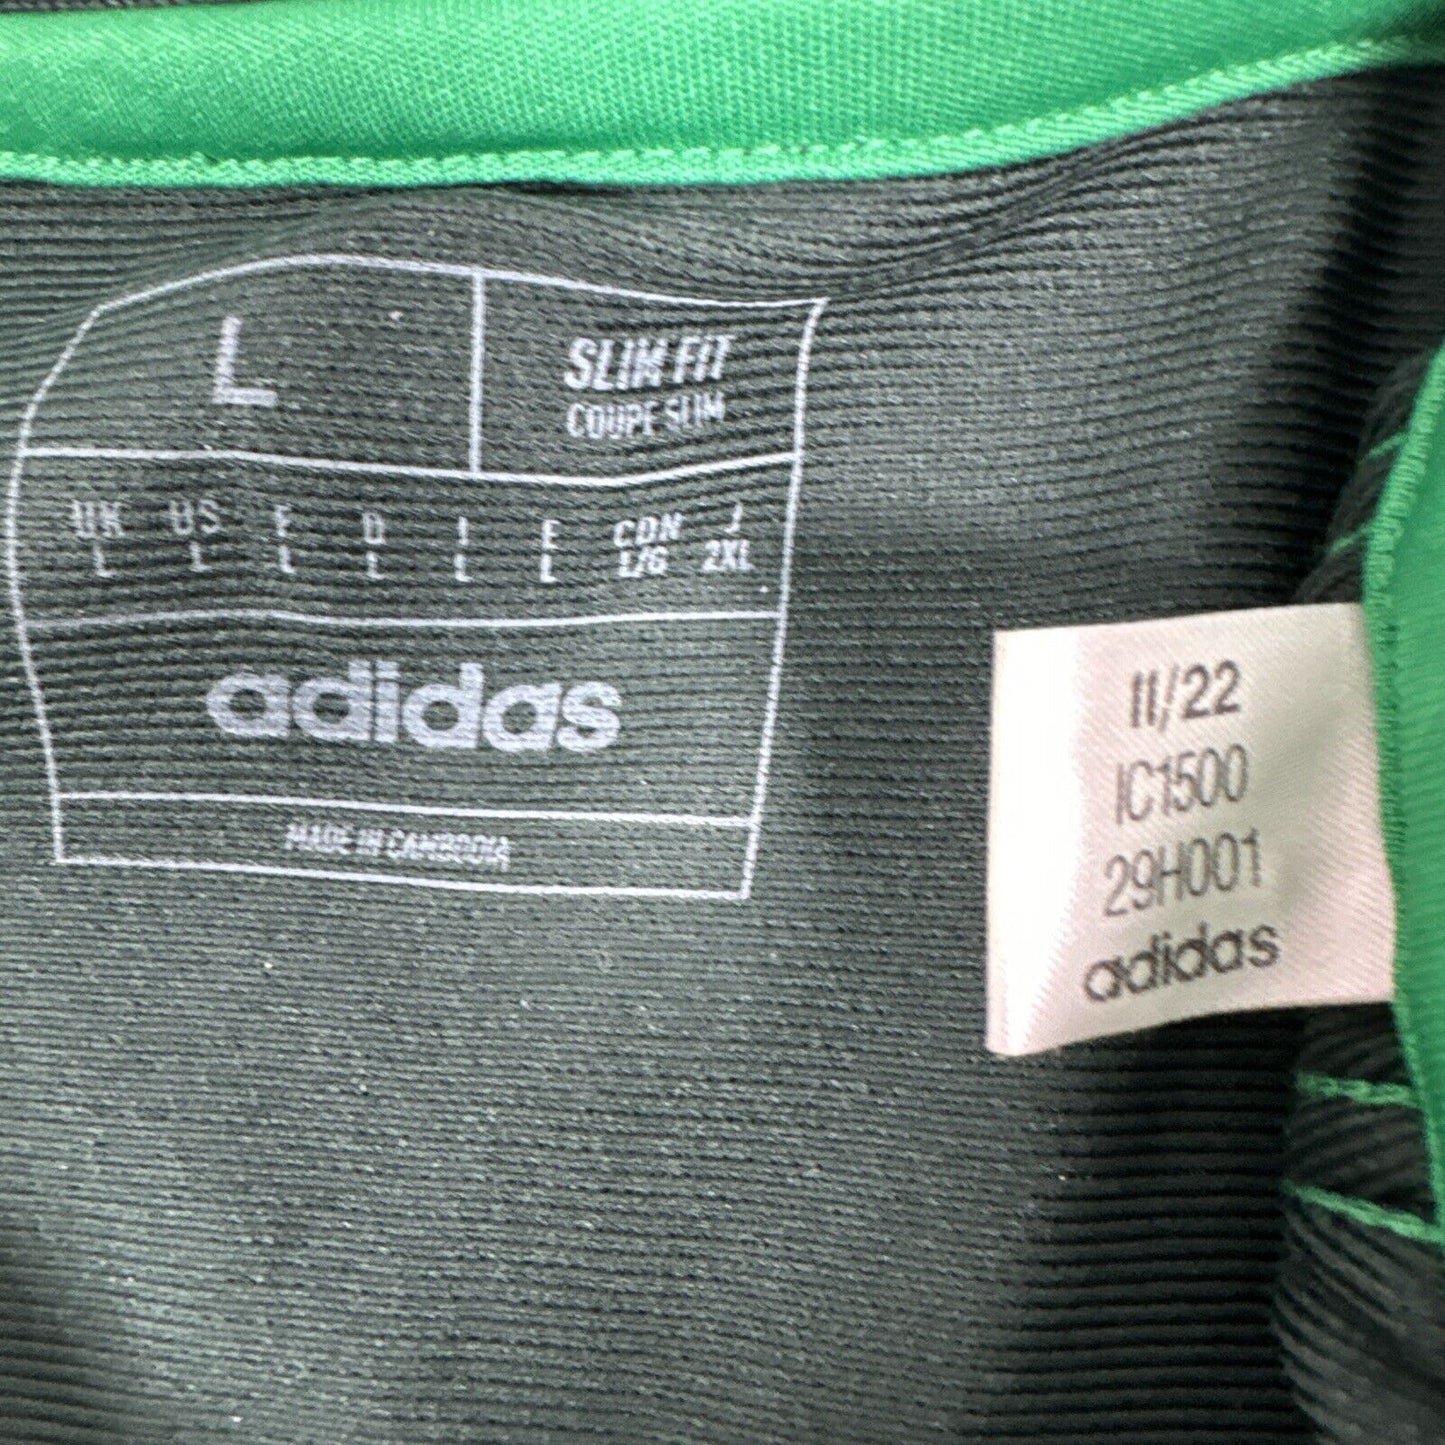 L
SLIM FIT
COUPE SLIM
UK US F D I E CDN J
L L L L L L L/G 2XL
adidas
MADE IN CAMBODIA
11/22
IC1500
29H001
adidas